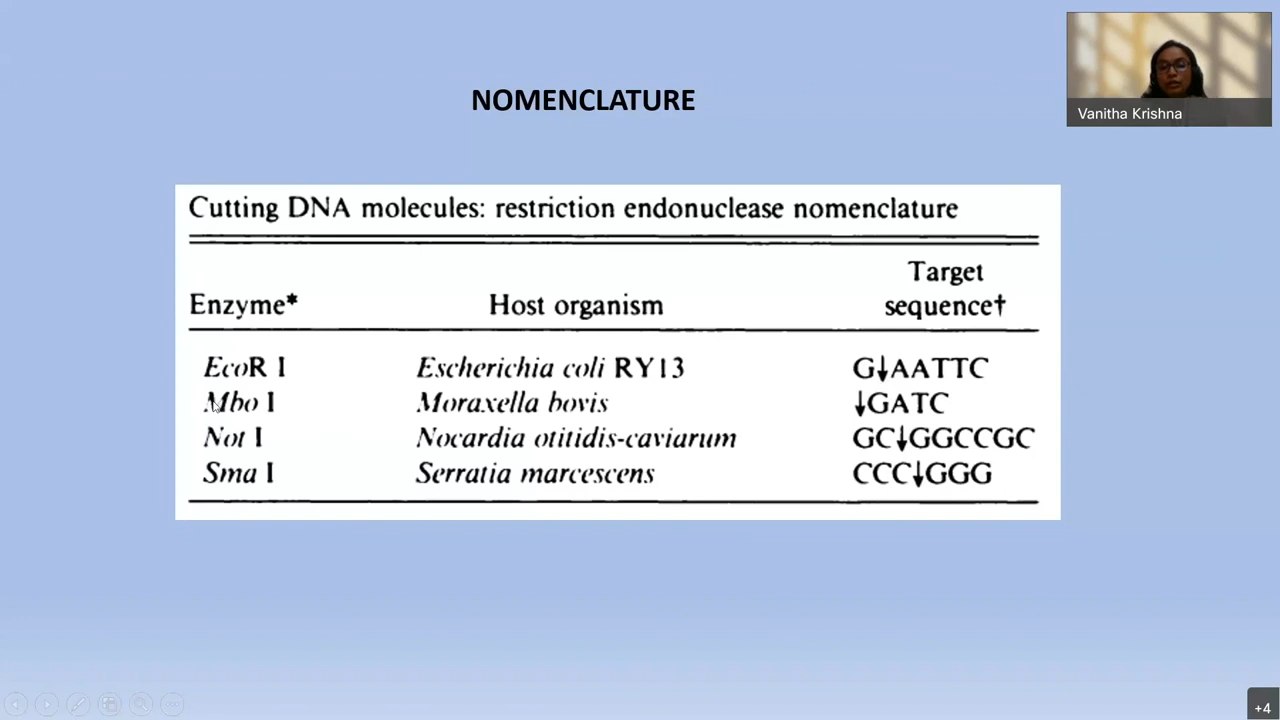 NOMENCLATURE
Vanitha Krishna
Cutting DNA molecules: restriction endonuclease nomenclature
Enzyme* Host organism Target sequence†
EcoR I Escherichia coli RY13 G↓AATTC
Mbo I Moraxella bovis ↓GATC
Not I Nocardia otitidis-caviarum GC↓GGCCGC
Sma I Serratia marcescens CCC↓GGG
+4